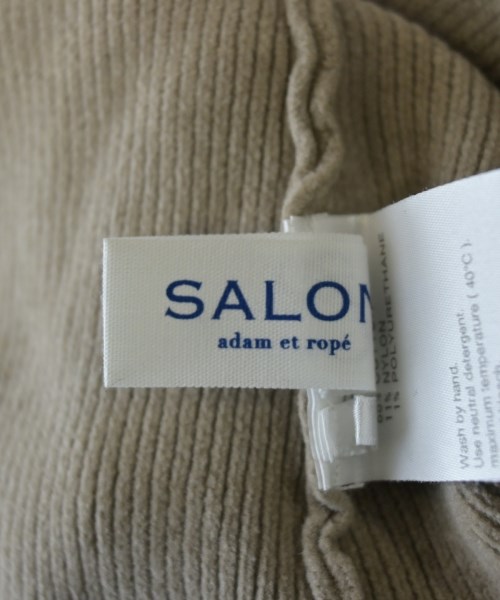 SALON
adam et ropé
NYLON
POLYURETHANE
Wash by hand.
Use neutral detergent.
maximum temperature ( 40°C ).